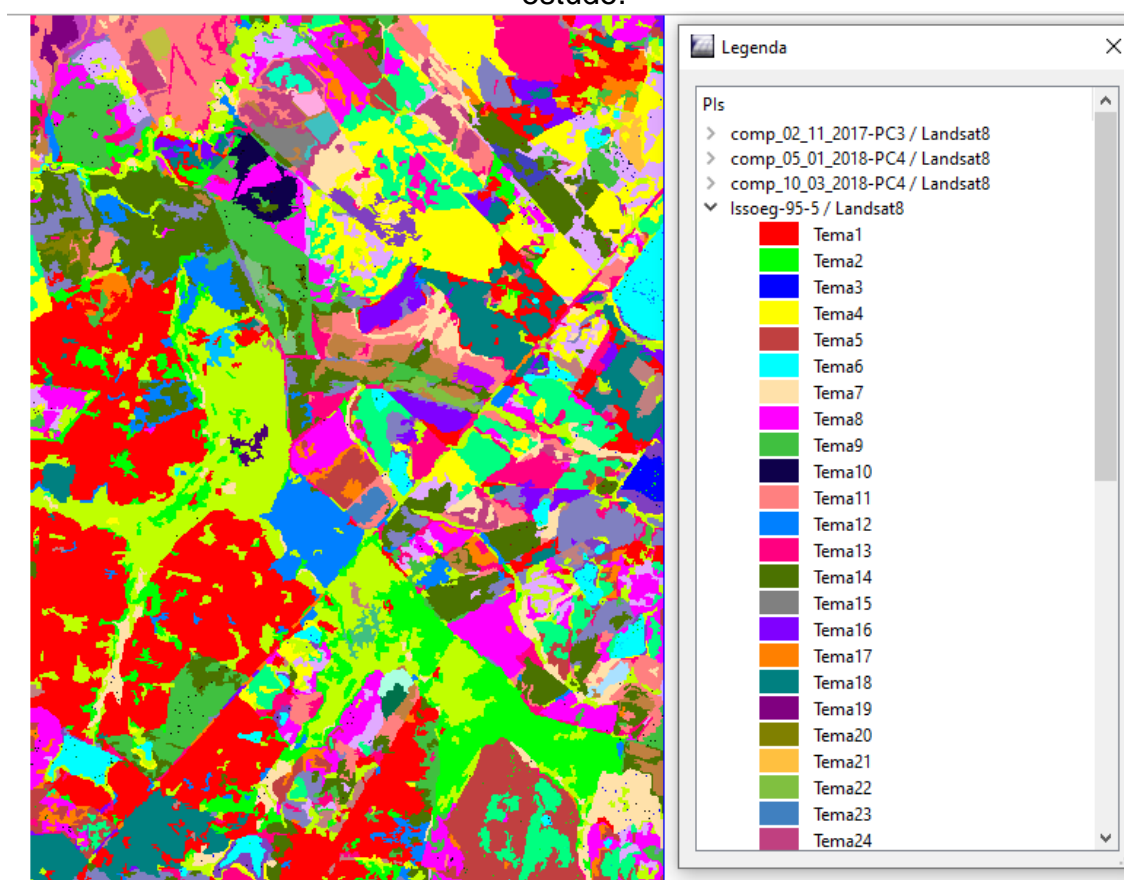 estudo.
Legenda
PIs
comp_02_11_2017-PC3 / Landsat8
comp_05_01_2018-PC4 / Landsat8
comp_10_03_2018-PC4 / Landsat8
Issoeg-95-5 / Landsat8
Tema1
Tema2
Tema3
Tema4
Tema5
Tema6
Tema7
Tema8
Tema9
Tema10
Tema11
Tema12
Tema13
Tema14
Tema15
Tema16
Tema17
Tema18
Tema19
Tema20
Tema21
Tema22
Tema23
Tema24